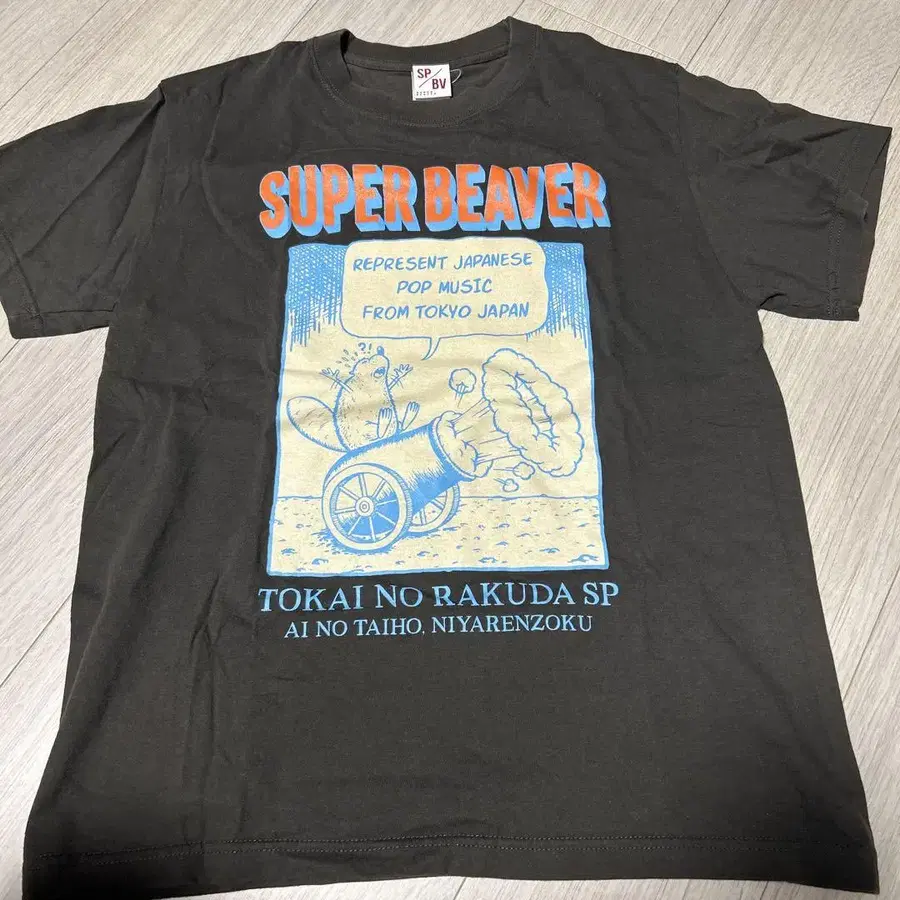 SP/
BV
SUPER BEAVER
REPRESENT JAPANESE
POP MUSIC
FROM TOKYO JAPAN
?!
TOKAI NO RAKUDA SP
AI NO TAIHO, NIYARENZOKU